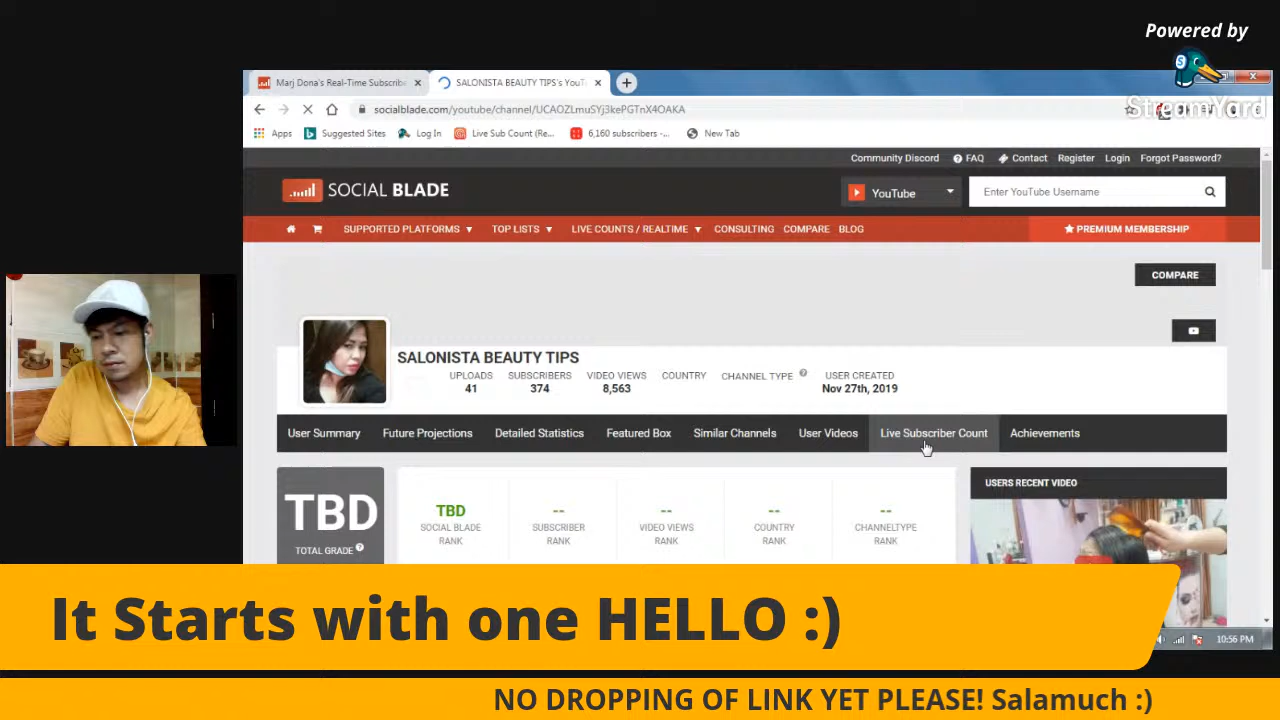 Powered by
StreamYard
Marj Dona's Real-Time Subscribe
SALONISTA BEAUTY TIPS's YouT
socialblade.com/youtube/channel/UCAOZLmuSYj3kePGTnX4OAKA
Apps
Suggested Sites
Log In
Live Sub Count (Re...
6,160 subscribers -...
New Tab
Community Discord
FAQ
Contact
Register
Login
Forgot Password?
SOCIAL BLADE
YouTube
Enter YouTube Username
SUPPORTED PLATFORMS
TOP LISTS
LIVE COUNTS / REALTIME
CONSULTING
COMPARE
BLOG
PREMIUM MEMBERSHIP
COMPARE
SALONISTA BEAUTY TIPS
UPLOADS
41
SUBSCRIBERS
374
VIDEO VIEWS
8,563
COUNTRY
CHANNEL TYPE
USER CREATED
Nov 27th, 2019
User Summary
Future Projections
Detailed Statistics
Featured Box
Similar Channels
User Videos
Live Subscriber Count
Achievements
TBD
TOTAL GRADE
TBD
SOCIAL BLADE
RANK
--
SUBSCRIBER
RANK
--
VIDEO VIEWS
RANK
--
COUNTRY
RANK
--
CHANNELTYPE
RANK
USERS RECENT VIDEO
10:56 PM
It Starts with one HELLO :)
NO DROPPING OF LINK YET PLEASE! Salamuch :)